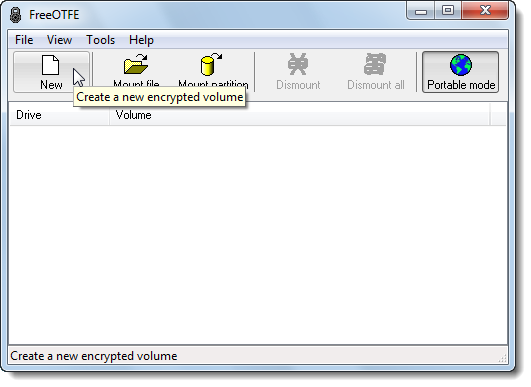 FreeOTFE
File View Tools Help
New Mount file Mount partition Dismount Dismount all Portable mode
Create a new encrypted volume
Drive Volume
Create a new encrypted volume